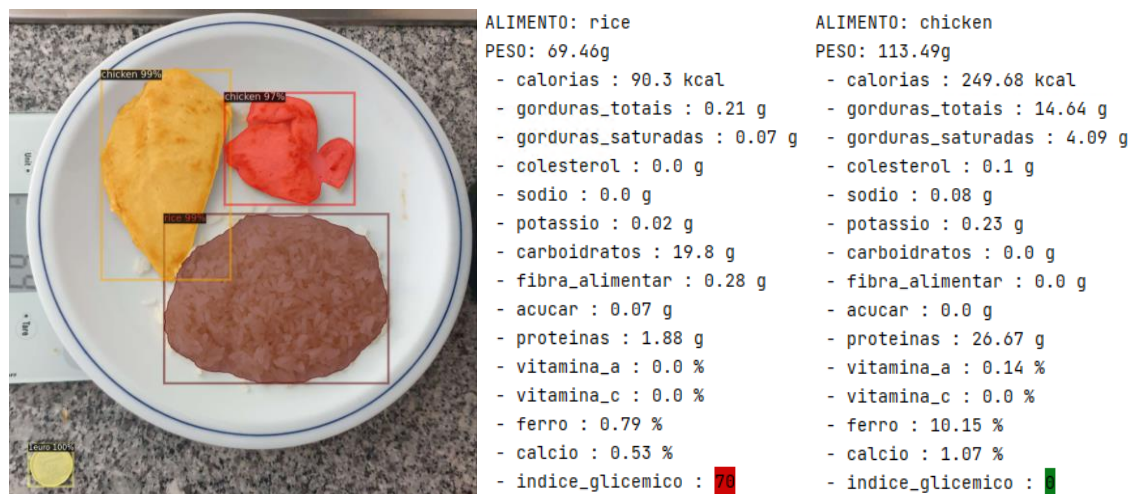 chicken 99%
chicken 97%
rice 99%
1euro 100%
Unit
Tare
ALIMENTO: rice
PESO: 69.46g
- calorias : 90.3 kcal
- gorduras_totais : 0.21 g
- gorduras_saturadas : 0.07 g
- colesterol : 0.0 g
- sodio : 0.0 g
- potassio : 0.02 g
- carboidratos : 19.8 g
- fibra_alimentar : 0.28 g
- acucar : 0.07 g
- proteinas : 1.88 g
- vitamina_a : 0.0 %
- vitamina_c : 0.0 %
- ferro : 0.79 %
- calcio : 0.53 %
- indice_glicemico : 70
ALIMENTO: chicken
PESO: 113.49g
- calorias : 249.68 kcal
- gorduras_totais : 14.64 g
- gorduras_saturadas : 4.09 g
- colesterol : 0.1 g
- sodio : 0.08 g
- potassio : 0.23 g
- carboidratos : 0.0 g
- fibra_alimentar : 0.0 g
- acucar : 0.0 g
- proteinas : 26.67 g
- vitamina_a : 0.14 %
- vitamina_c : 0.0 %
- ferro : 10.15 %
- calcio : 1.07 %
- indice_glicemico : 0